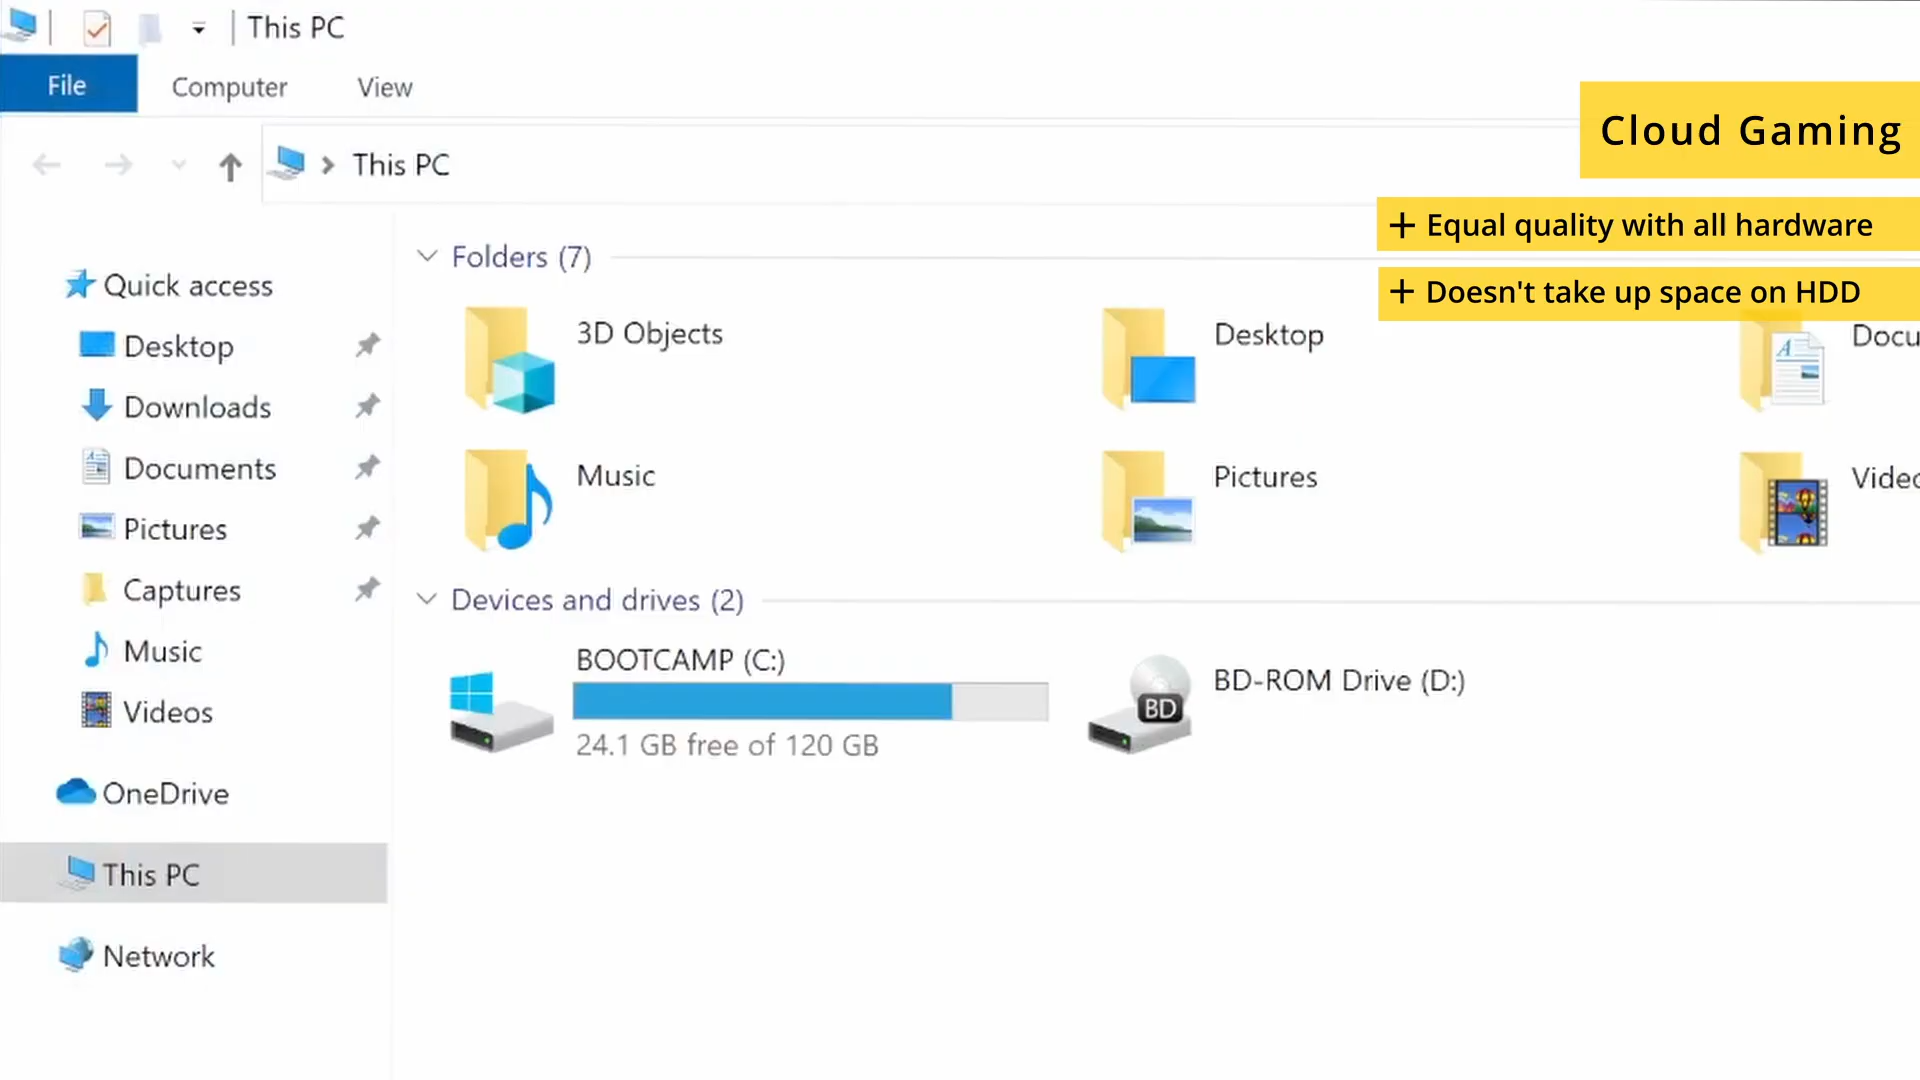 This PC
File Computer View
This PC
Cloud Gaming
+ Equal quality with all hardware
+ Doesn't take up space on HDD
Quick access
Desktop
Downloads
Documents
Pictures
Captures
Music
Videos
OneDrive
This PC
Network
Folders (7)
3D Objects
Desktop
Docu
Music
Pictures
Videc
Devices and drives (2)
BOOTCAMP (C:)
24.1 GB free of 120 GB
BD
BD-ROM Drive (D:)